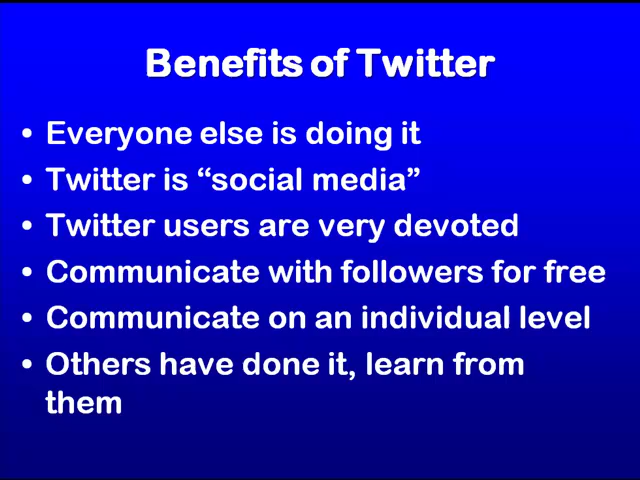 Benefits of Twitter
• Everyone else is doing it
• Twitter is “social media”
• Twitter users are very devoted
• Communicate with followers for free
• Communicate on an individual level
• Others have done it, learn from
them